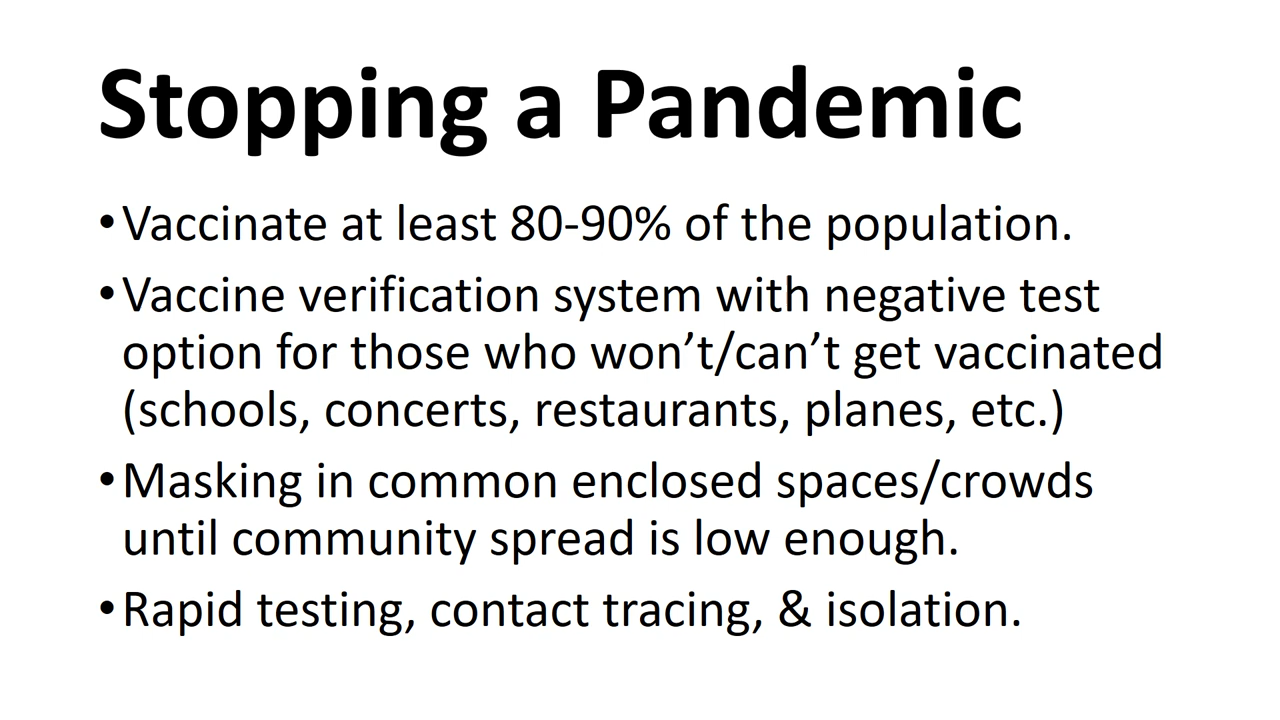 Stopping a Pandemic
•Vaccinate at least 80-90% of the population.
•Vaccine verification system with negative test
option for those who won’t/can’t get vaccinated
(schools, concerts, restaurants, planes, etc.)
•Masking in common enclosed spaces/crowds
until community spread is low enough.
•Rapid testing, contact tracing, & isolation.